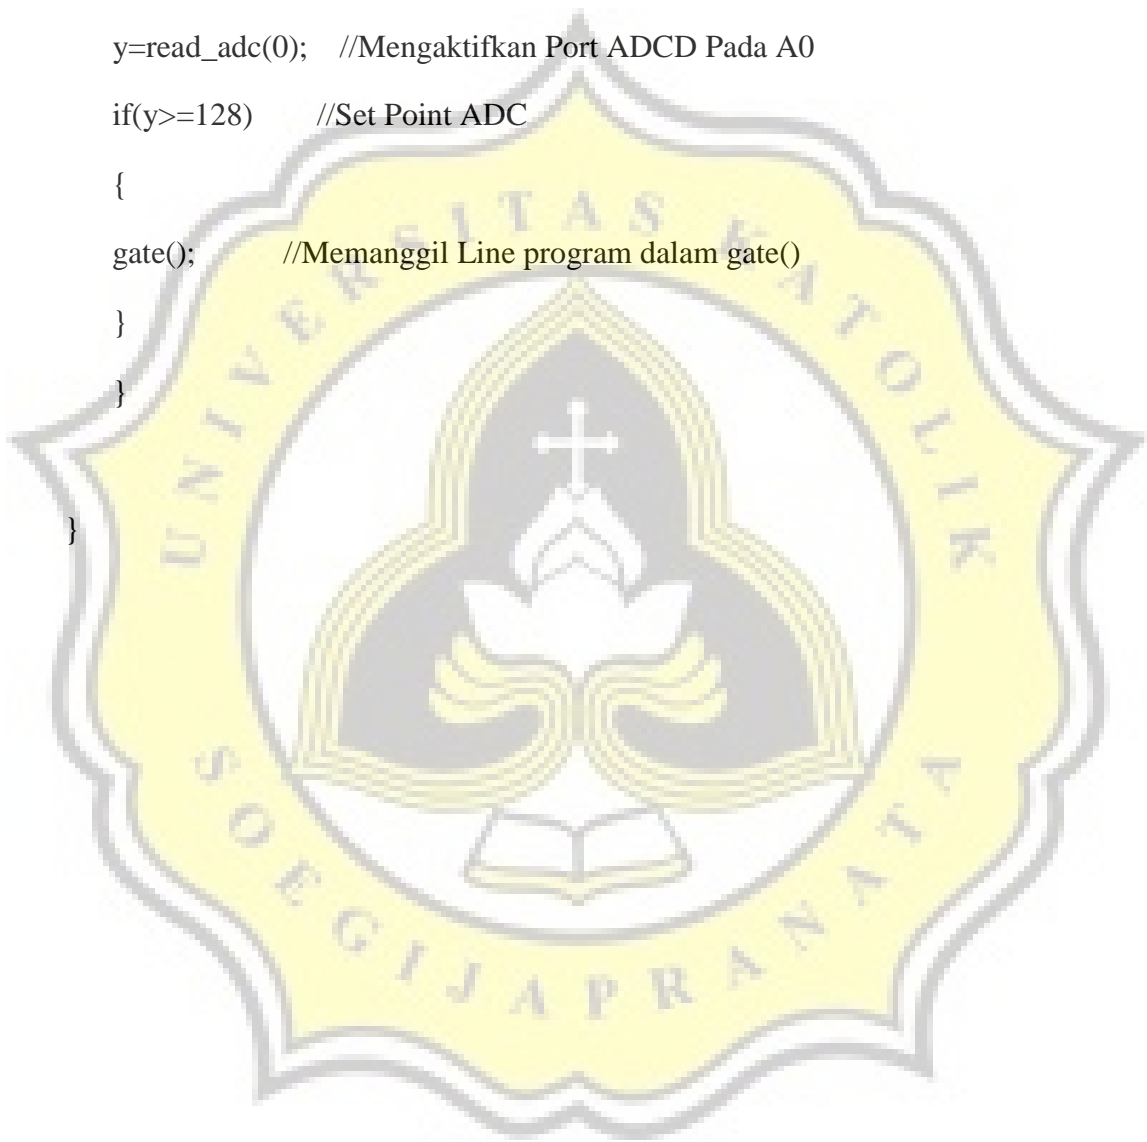 y=read_adc(0);    //Mengaktifkan Port ADCD Pada A0
if(y>=128)        //Set Point ADC
{
gate();           //Memanggil Line program dalam gate()
}
}
}
UNIVERSITAS KATOLIK
SOEGIJAPRANATA